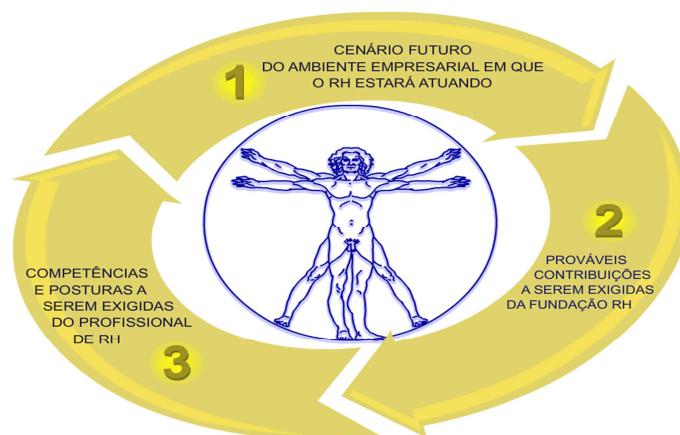 1
CENÁRIO FUTURO
DO AMBIENTE EMPRESARIAL EM QUE
O RH ESTARÁ ATUANDO
2
PROVÁVEIS
CONTRIBUIÇÕES
A SEREM EXIGIDAS
DA FUNDAÇÃO RH
COMPETÊNCIAS
E POSTURAS A
SEREM EXIGIDAS
DO PROFISSIONAL
DE RH
3